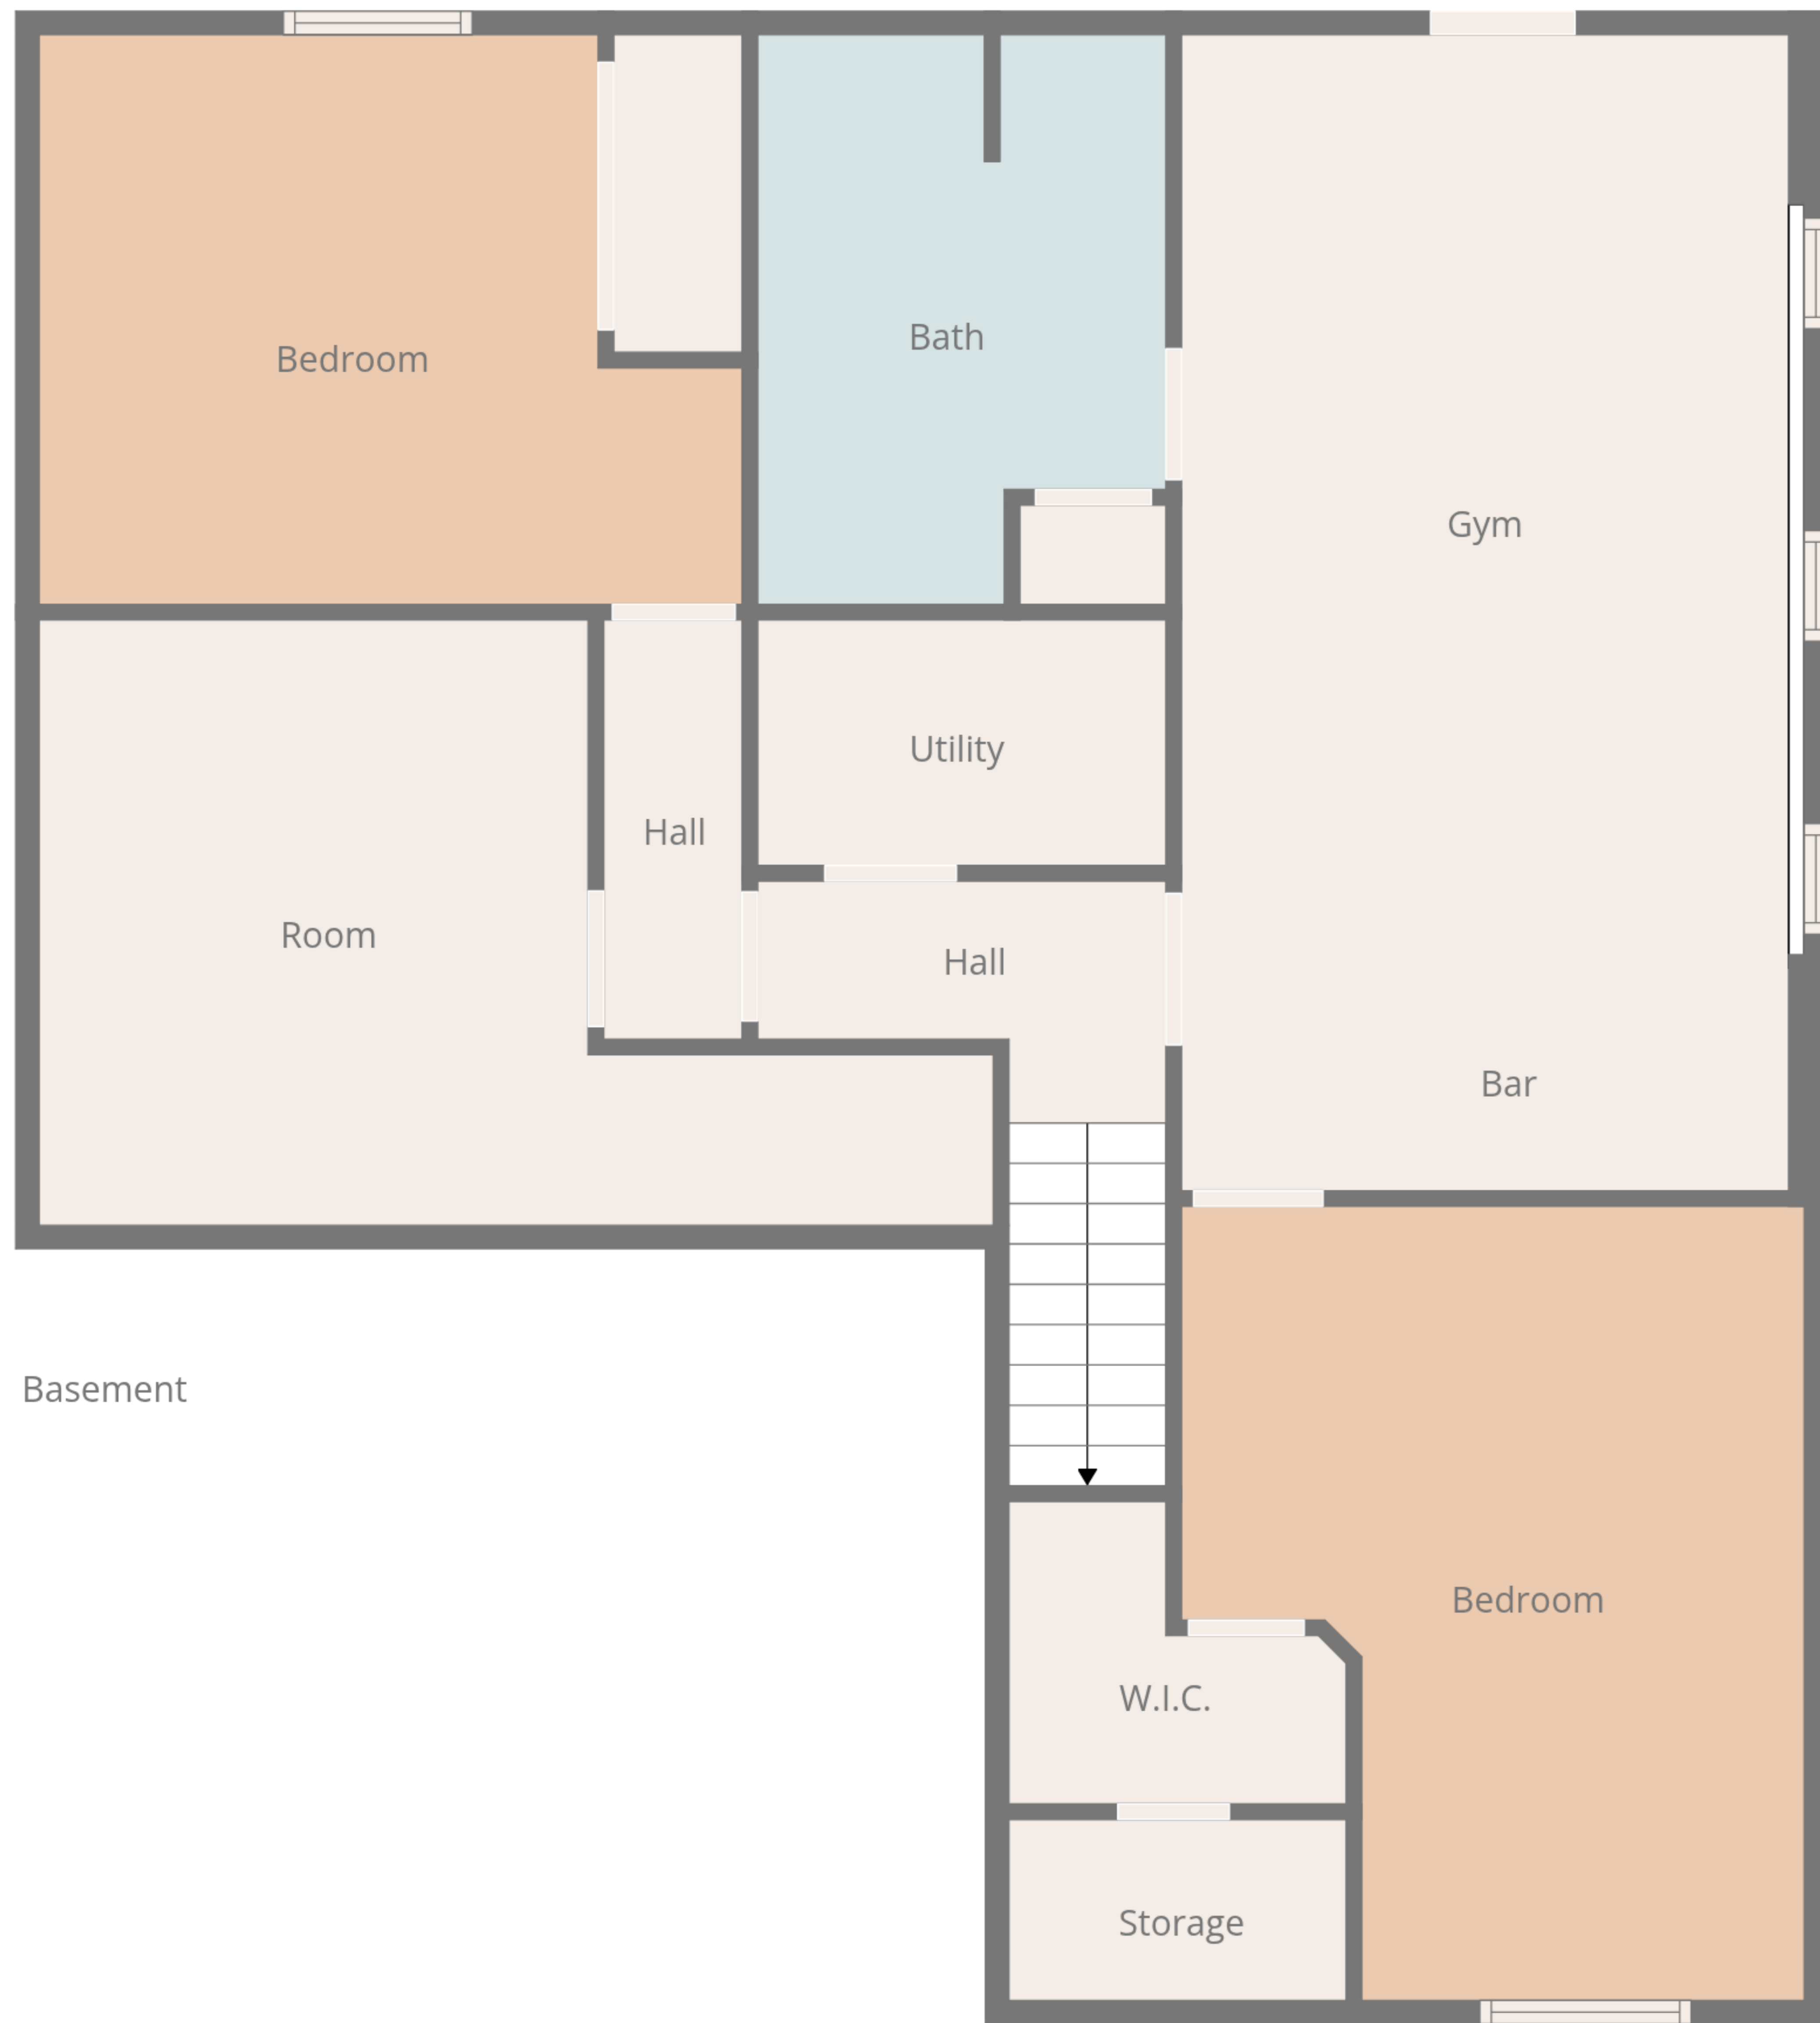 Bath
Bedroom
Gym
Utility
Hall
Room
Hall
Bar
Basement
Bedroom
W.I.C.
Storage